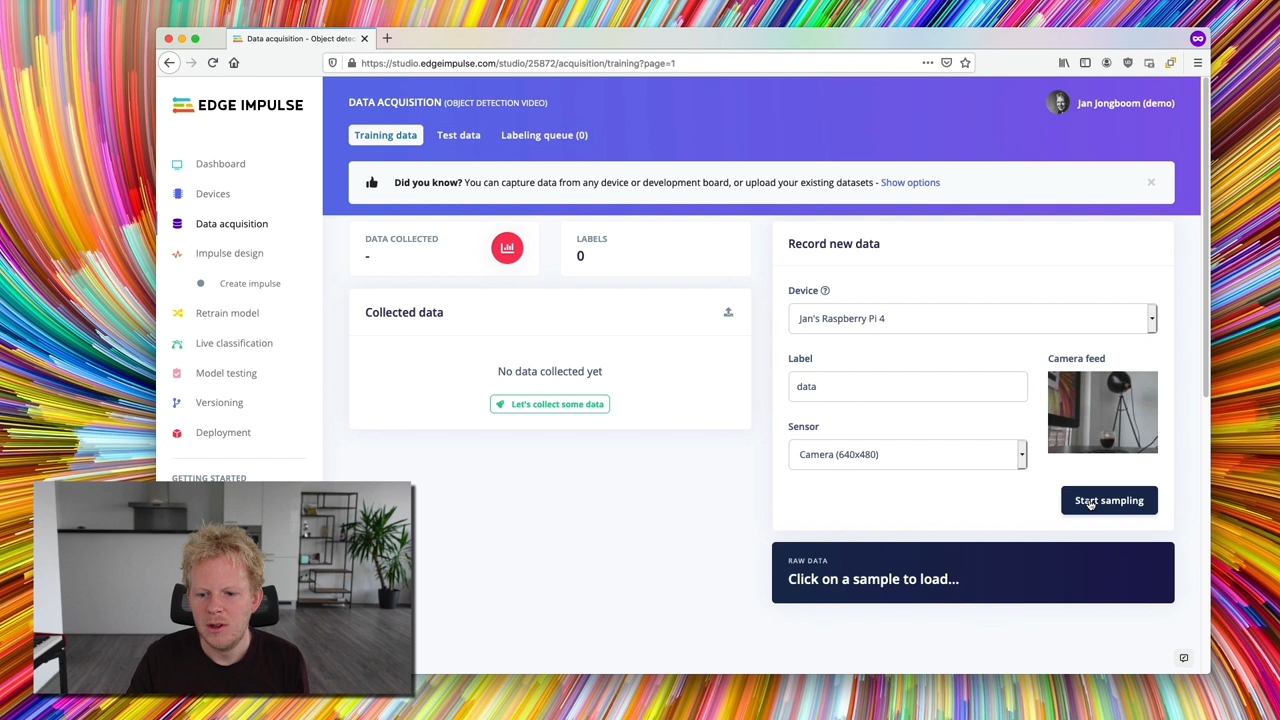 Data acquisition - Object detec
https://studio.edgeimpulse.com/studio/25872/acquisition/training?page=1
EDGE IMPULSE
Dashboard
Devices
Data acquisition
Impulse design
Create impulse
Retrain model
Live classification
Model testing
Versioning
Deployment
GETTING STARTED
DATA ACQUISITION (OBJECT DETECTION VIDEO)
Jan Jongboom (demo)
Training data
Test data
Labeling queue (0)
Did you know? You can capture data from any device or development board, or upload your existing datasets - Show options
DATA COLLECTED
-
LABELS
0
Collected data
No data collected yet
Let's collect some data
Record new data
Device
Jan's Raspberry Pi 4
Label
data
Camera feed
Sensor
Camera (640x480)
Start sampling
RAW DATA
Click on a sample to load...